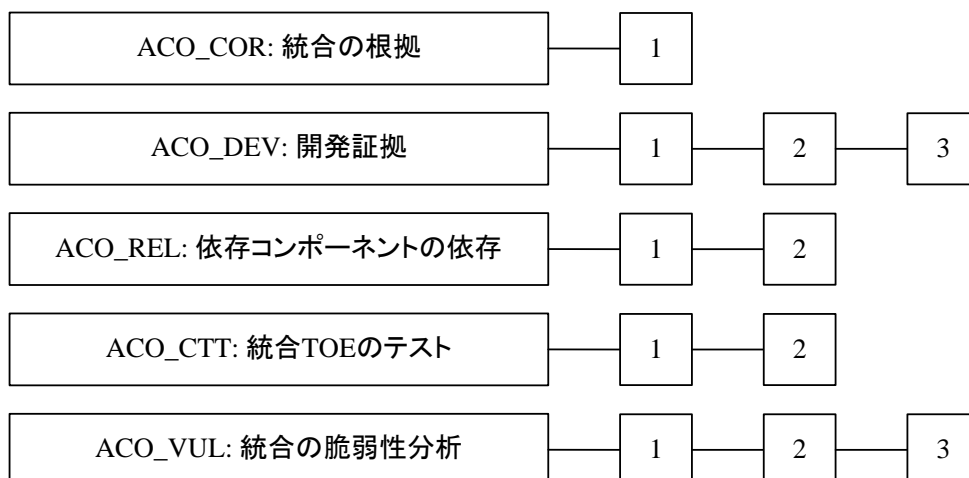 ACO_COR: 統合の根拠 1
ACO_DEV: 開発証拠 1 2 3
ACO_REL: 依存コンポーネントの依存 1 2
ACO_CTT: 統合TOEのテスト 1 2
ACO_VUL: 統合の脆弱性分析 1 2 3